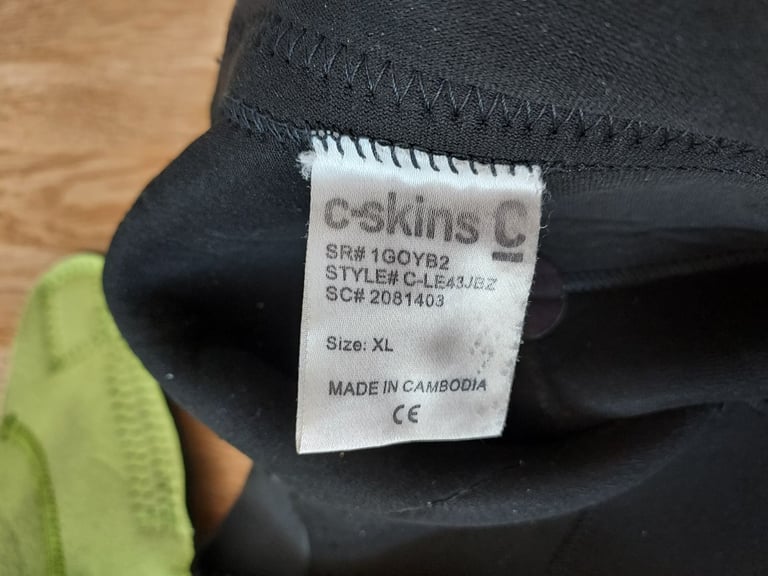 c-skins C
SR# 1GOYB2
STYLE# C-LE43JBZ
SC# 2081403
Size: XL
MADE IN CAMBODIA
CE